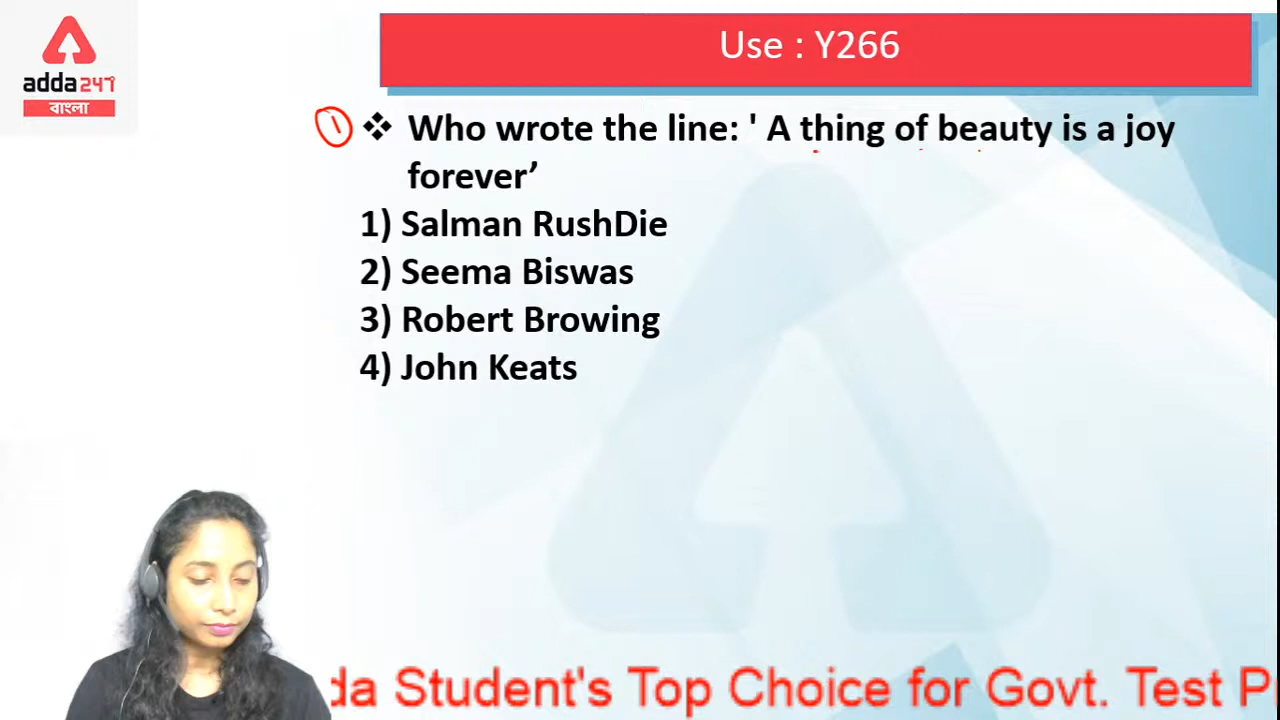 adda247
বাংলা
Use : Y266
1 ❖ Who wrote the line: ' A thing of beauty is a joy
forever’
1) Salman RushDie
2) Seema Biswas
3) Robert Browing
4) John Keats
da Student's Top Choice for Govt. Test P